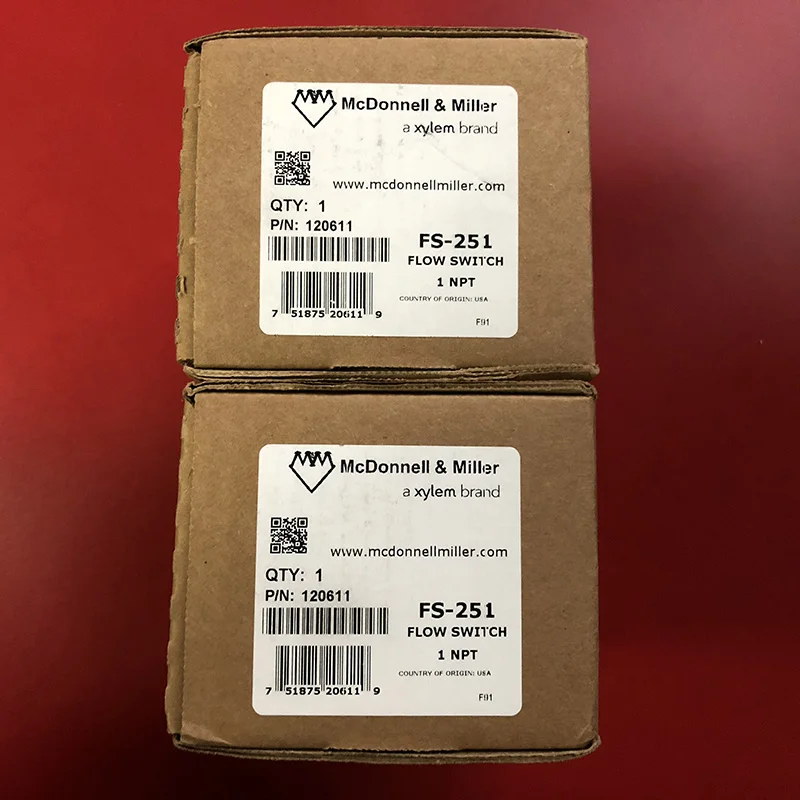 McDonnell & Miller
a xylem brand
www.mcdonnellmiller.com
QTY: 1
P/N: 120611
FS-251
FLOW SWITCH
1 NPT
COUNTRY OF ORIGIN: USA
7 51875 20611 9
F91
McDonnell & Miller
a xylem brand
www.mcdonnellmiller.com
QTY: 1
P/N: 120611
FS-251
FLOW SWITCH
1 NPT
COUNTRY OF ORIGIN: USA
7 51875 20611 9
F91